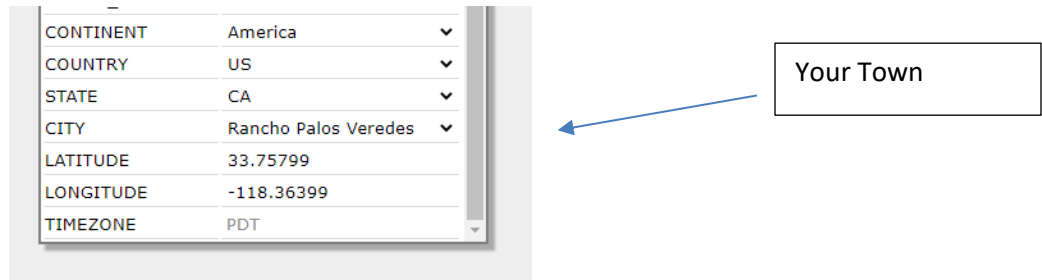 CONTINENT America
COUNTRY US
STATE CA
CITY Rancho Palos Veredes
LATITUDE 33.75799
LONGITUDE -118.36399
TIMEZONE PDT
Your Town